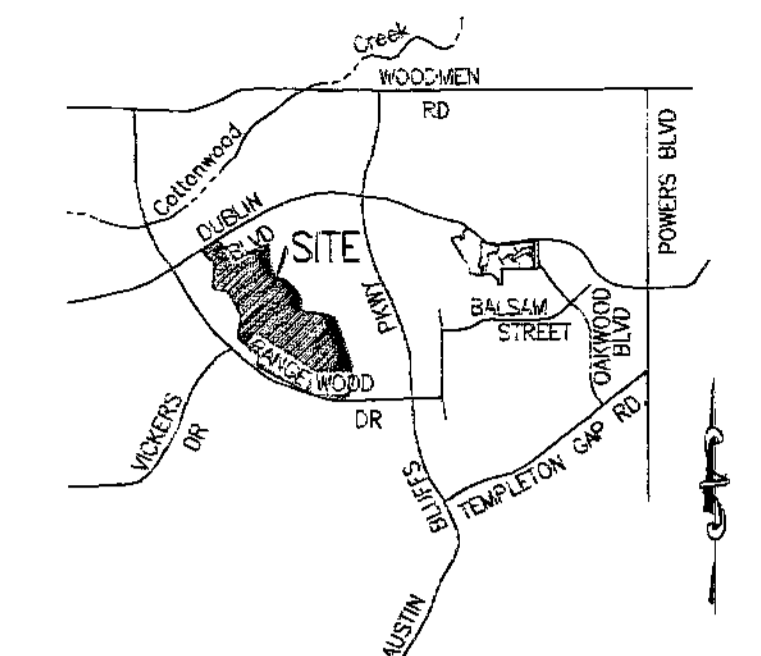 Creek
WOODMEN
RD
Cottonwood
POWERS BLVD
DUBLIN
BLVD
SITE
PKWY
BALSAM
STREET
OAKWOOD
BLVD
RANGEWOOD
DR
VICKERS
DR
TEMPLETON GAP RD
BLUFFS
AUSTIN